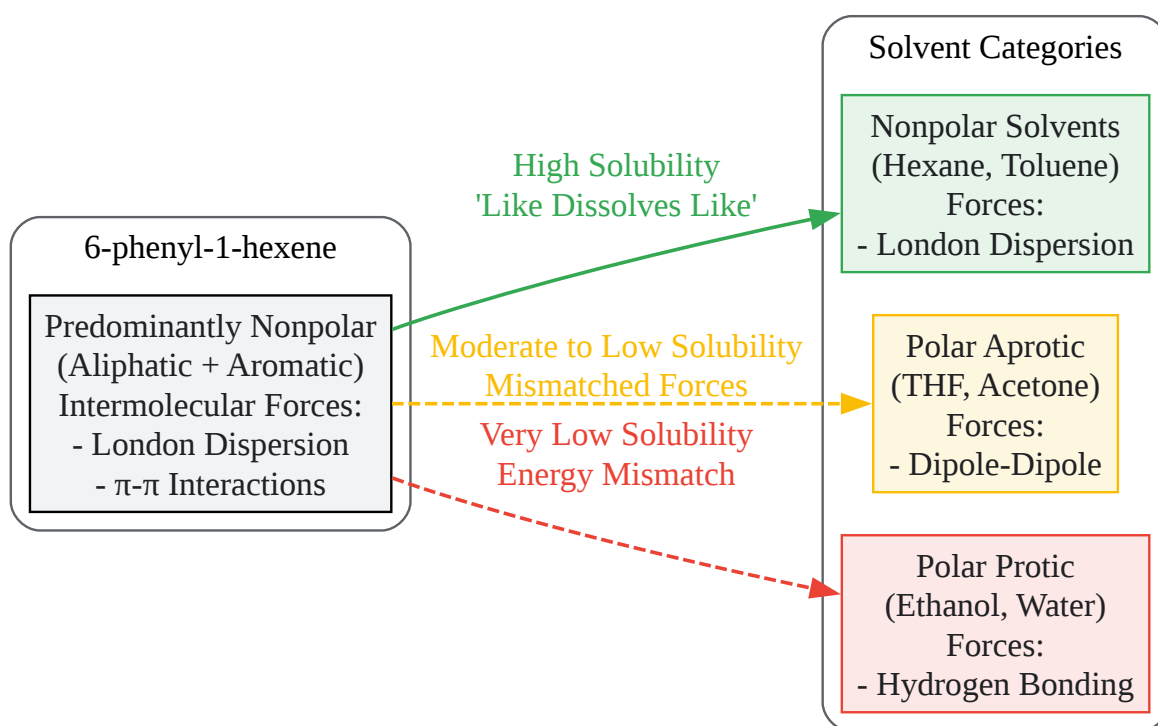 6-phenyl-1-hexene
Predominantly Nonpolar
(Aliphatic + Aromatic)
Intermolecular Forces:
- London Dispersion
- π-π Interactions
High Solubility
'Like Dissolves Like'
Moderate to Low Solubility
Mismatched Forces
Very Low Solubility
Energy Mismatch
Solvent Categories
Nonpolar Solvents
(Hexane, Toluene)
Forces:
- London Dispersion
Polar Aprotic
(THF, Acetone)
Forces:
- Dipole-Dipole
Polar Protic
(Ethanol, Water)
Forces:
- Hydrogen Bonding